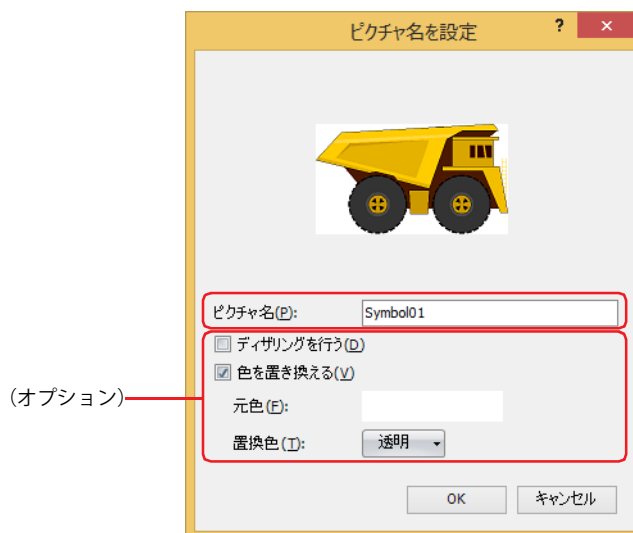 ピクチャ名を設定
? ×
ピクチャ名(P): Symbol01
ディザリングを行う(D)
色を置き換える(V)
(オプション)
元色(F):
置換色(T): 透明
OK キャンセル